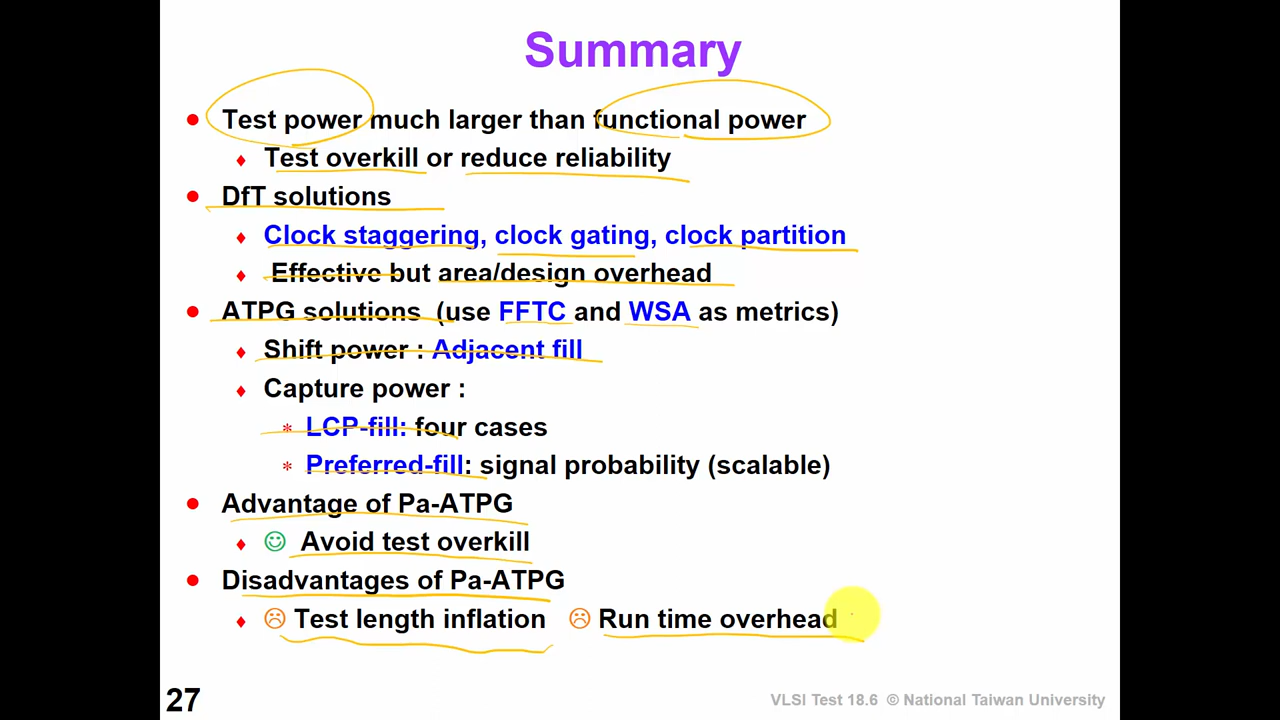 Summary
Test power much larger than functional power
Test overkill or reduce reliability
DfT solutions
Clock staggering, clock gating, clock partition
Effective but area/design overhead
ATPG solutions (use FFTC and WSA as metrics)
Shift power : Adjacent fill
Capture power :
LCP-fill: four cases
Preferred-fill: signal probability (scalable)
Advantage of Pa-ATPG
Avoid test overkill
Disadvantages of Pa-ATPG
Test length inflation Run time overhead
27
VLSI Test 18.6 © National Taiwan University